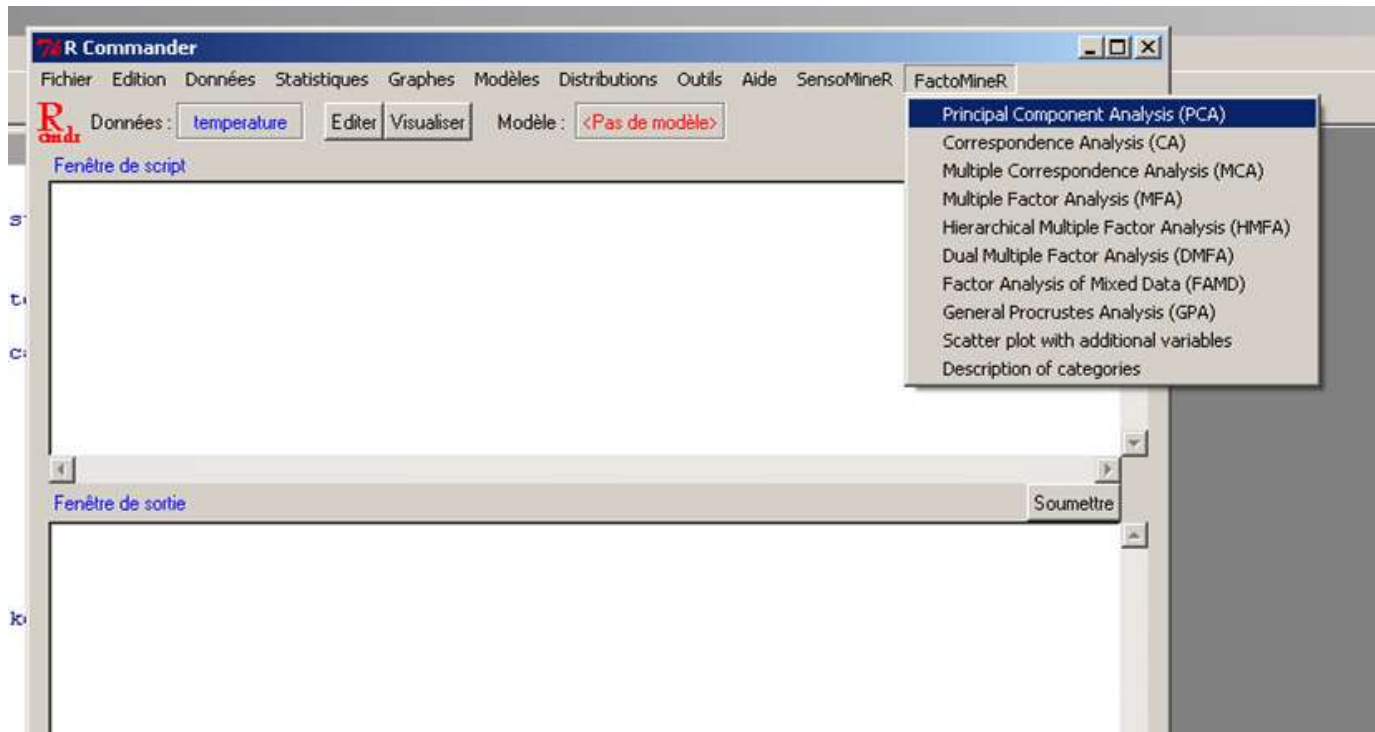 R Commander
Fichier Edition Données Statistiques Graphes Modèles Distributions Outils Aide SensoMineR FactoMineR
R cmdr Données : temperature Editer Visualiser Modèle : <Pas de modèle>
Principal Component Analysis (PCA)
Correspondence Analysis (CA)
Multiple Correspondence Analysis (MCA)
Multiple Factor Analysis (MFA)
Hierarchical Multiple Factor Analysis (HMFA)
Dual Multiple Factor Analysis (DMFA)
Factor Analysis of Mixed Data (FAMD)
General Procrustes Analysis (GPA)
Scatter plot with additional variables
Description of categories
Fenêtre de script
Fenêtre de sortie Soumettre